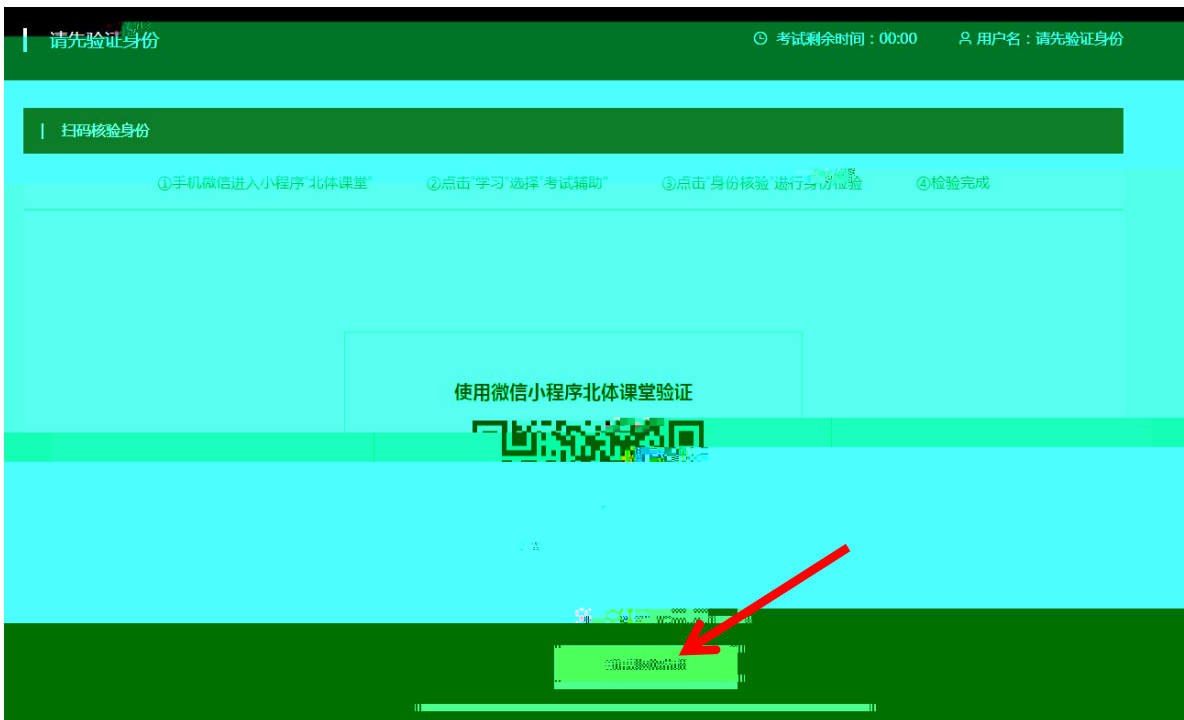 请先验证身份 考试剩余时间：00:00 用户名：请先验证身份
扫码核验身份
①手机微信进入小程序"北体课堂" ②点击"学习"选择"考试辅助" ③点击"身份核验"进行身份检验 ④检验完成
使用微信小程序北体课堂验证